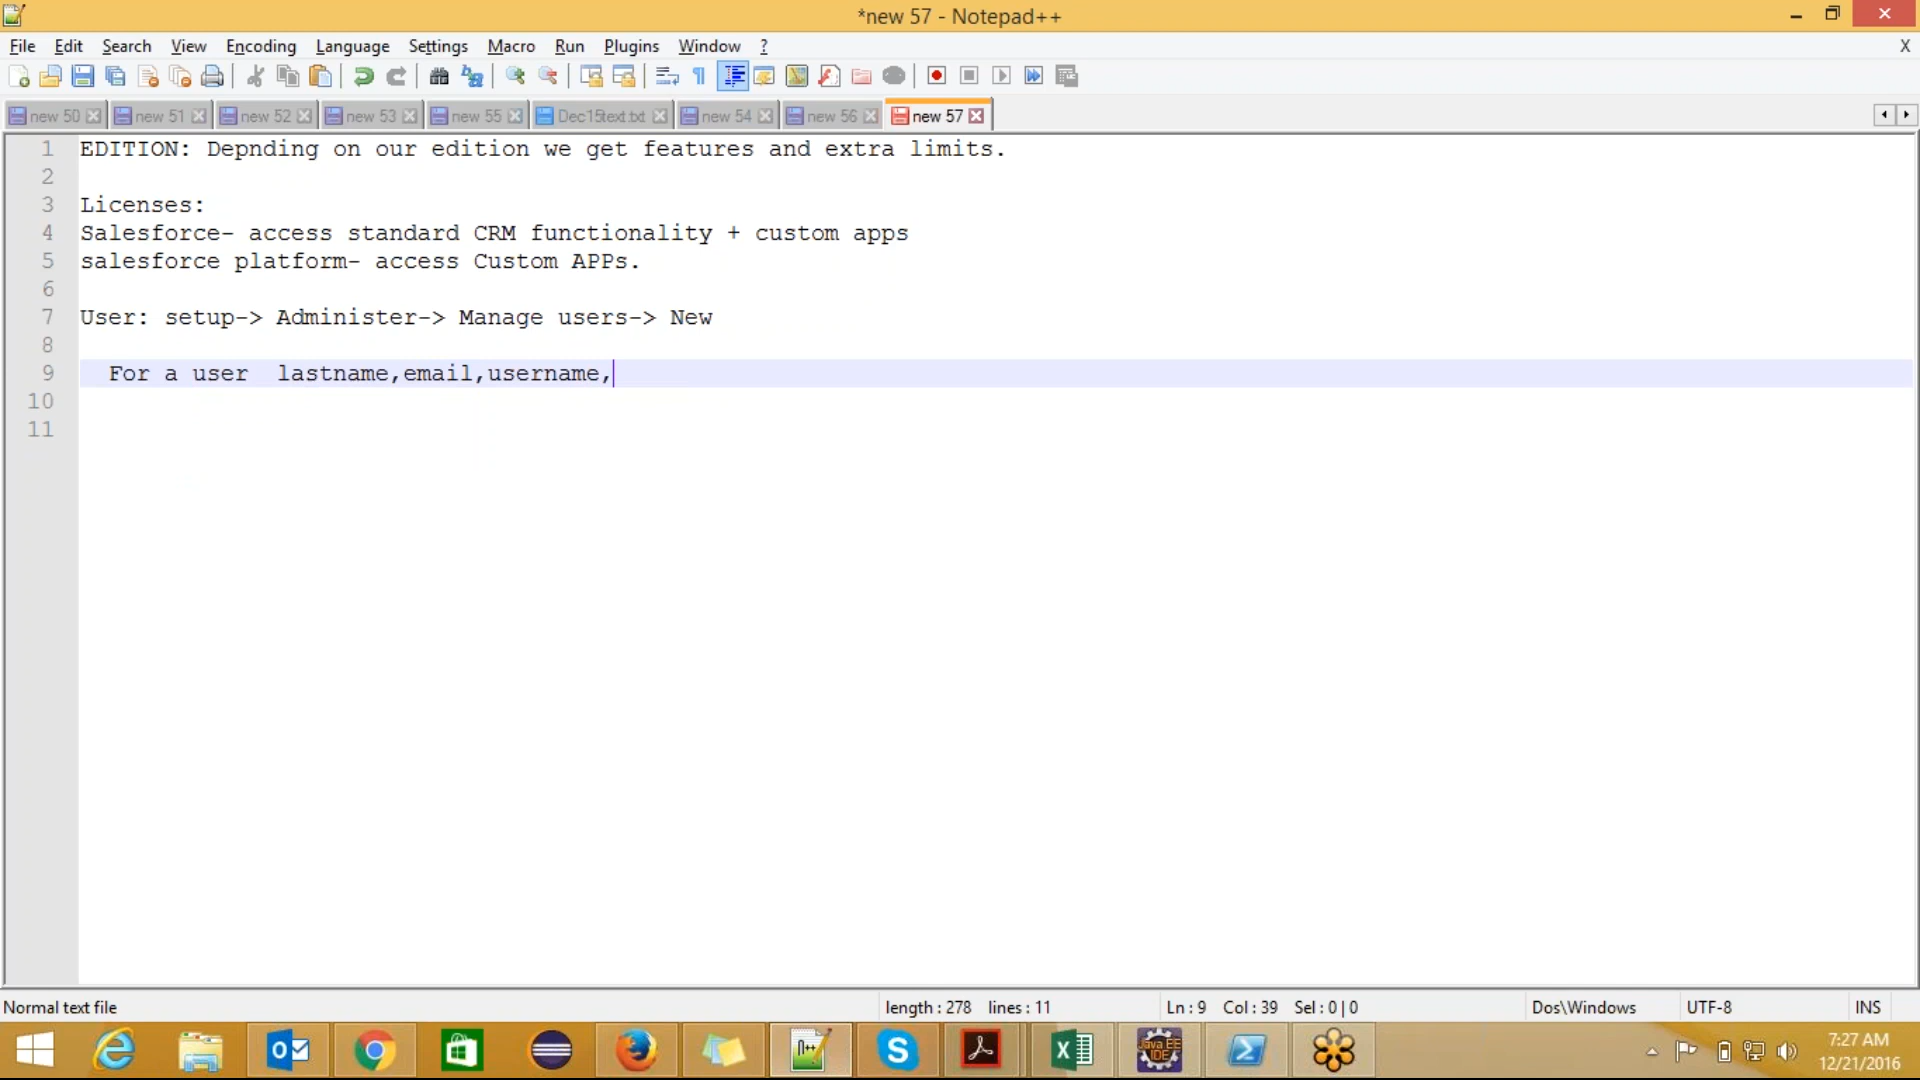 *new 57 - Notepad++
File Edit Search View Encoding Language Settings Macro Run Plugins Window ? X
new 50 new 51 new 52 new 53 new 55 Dec15text.txt new 54 new 56 new 57
1 EDITION: Depnding on our edition we get features and extra limits.
2
3 Licenses:
4 Salesforce- access standard CRM functionality + custom apps
5 salesforce platform- access Custom APPs.
6
7 User: setup-> Administer-> Manage users-> New
8
9 For a user  lastname,email,username,
10
11
Normal text file length : 278 lines : 11 Ln : 9 Col : 39 Sel : 0 | 0 Dos\Windows UTF-8 INS
7:27 AM
12/21/2016